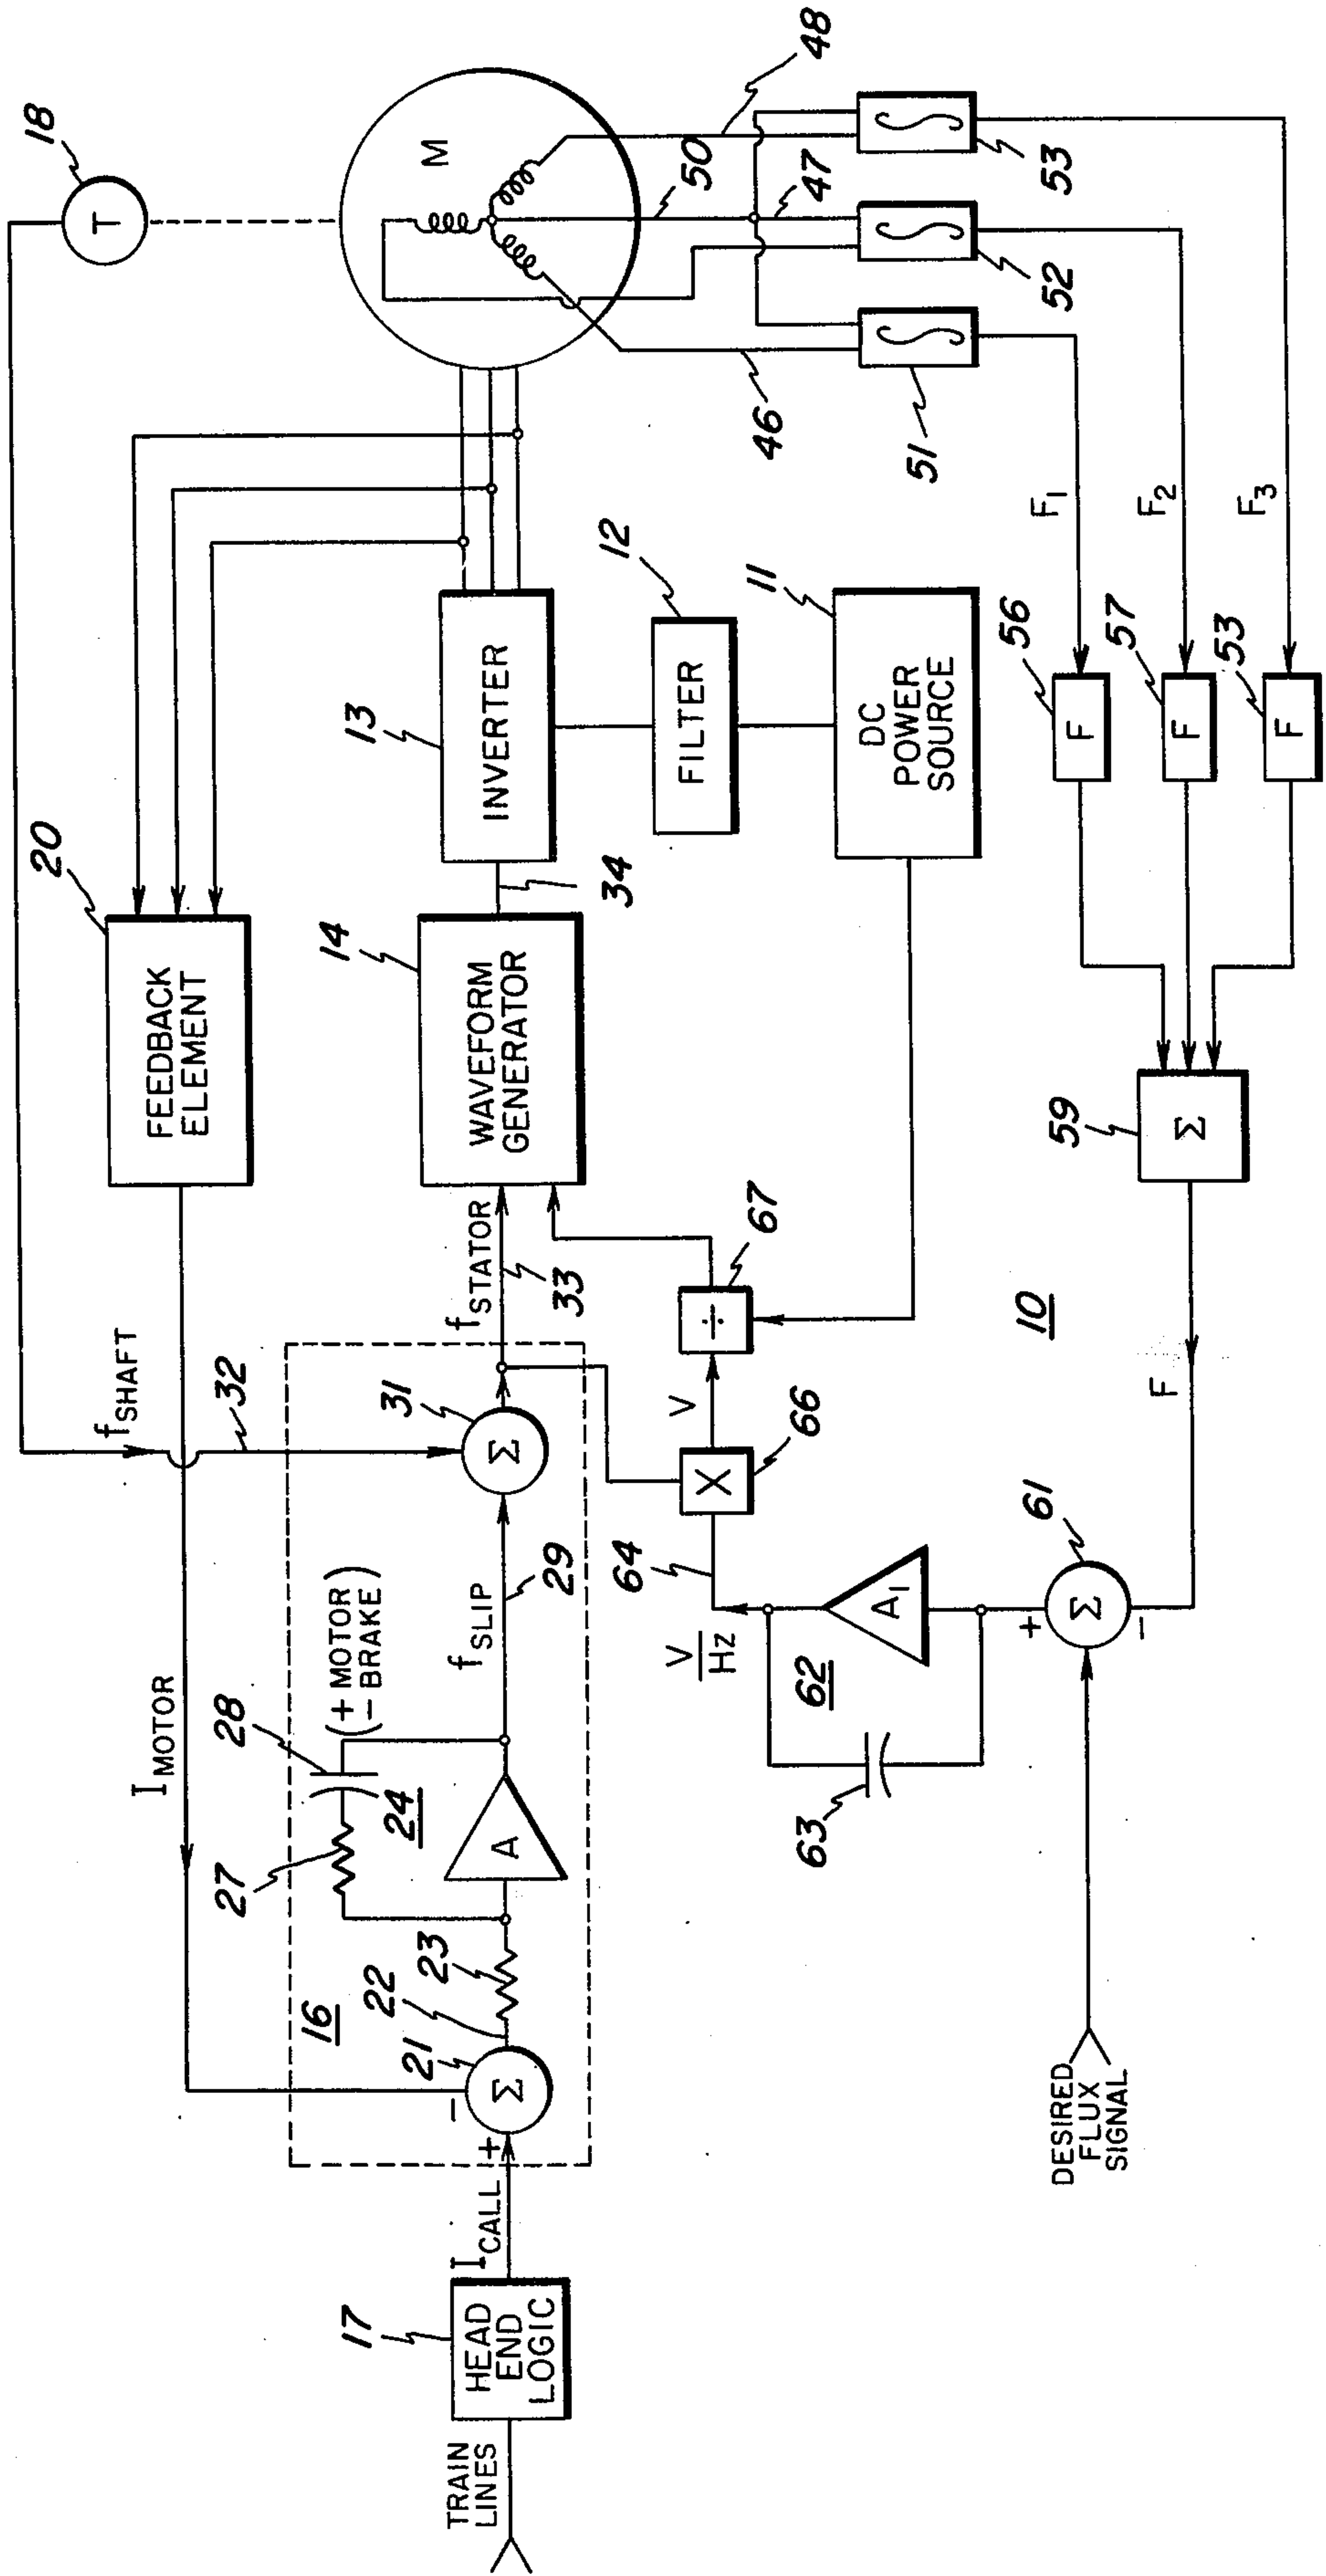 18
T
M
48
50
47
46
53
52
51
F1
F2
F3
20
FEEDBACK
ELEMENT
12
FILTER
11
DC
POWER
SOURCE
13
INVERTER
34
14
WAVEFORM
GENERATOR
56
F
57
F
53
F
59
Σ
fSHAFT
32
fSTATOR
33
31
Σ
67
÷
V
66
X
64
V
Hz
10
F
61
Σ
+
-
IMOTOR
(+ MOTOR
- BRAKE)
28
27
24
A
fSLIP
29
62
A1
63
16
23
22
21
Σ
-
+
ICALL
17
HEAD
END
LOGIC
TRAIN
LINES
DESIRED
FLUX
SIGNAL